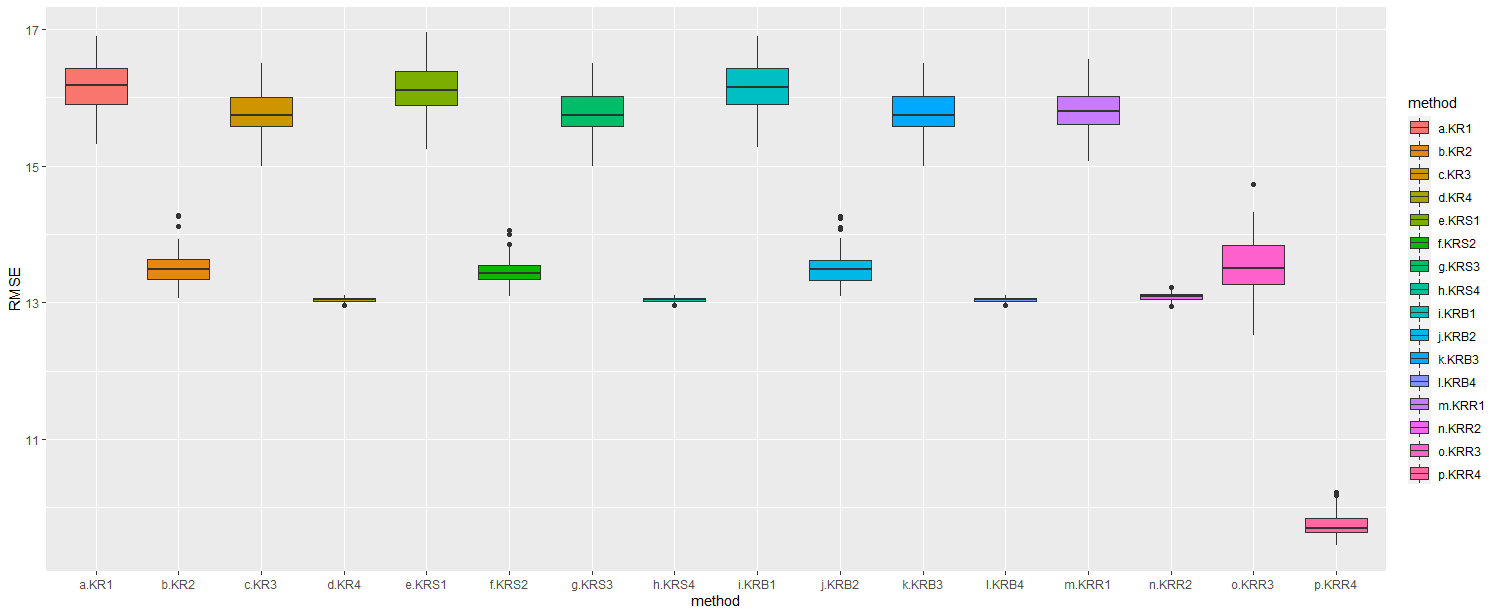 17
15
13
11
RMSE
a.KR1 b.KR2 c.KR3 d.KR4 e.KRS1 f.KRS2 g.KRS3 h.KRS4 i.KRB1 j.KRB2 k.KRB3 l.KRB4 m.KRR1 n.KRR2 o.KRR3 p.KRR4
method
method
a.KR1
b.KR2
c.KR3
d.KR4
e.KRS1
f.KRS2
g.KRS3
h.KRS4
i.KRB1
j.KRB2
k.KRB3
l.KRB4
m.KRR1
n.KRR2
o.KRR3
p.KRR4